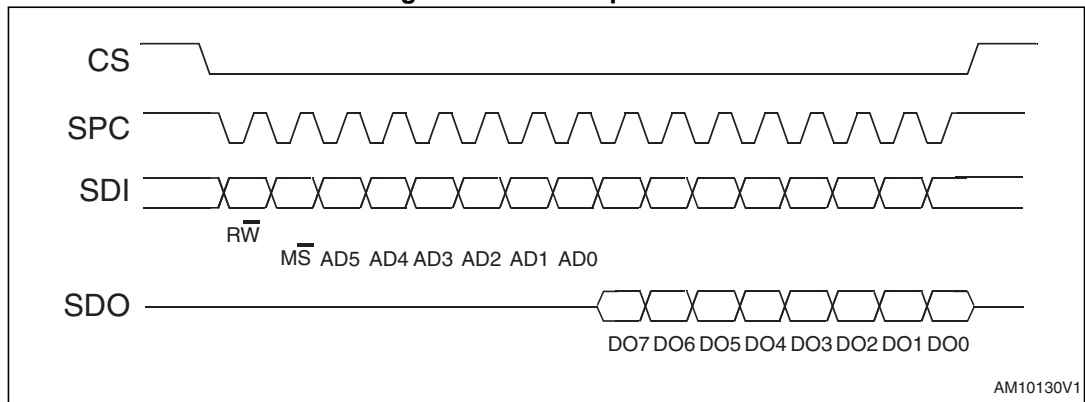 CS
SPC
SDI
RW̅
MS̅ AD5 AD4 AD3 AD2 AD1 AD0
SDO
DO7 DO6 DO5 DO4 DO3 DO2 DO1 DO0
AM10130V1